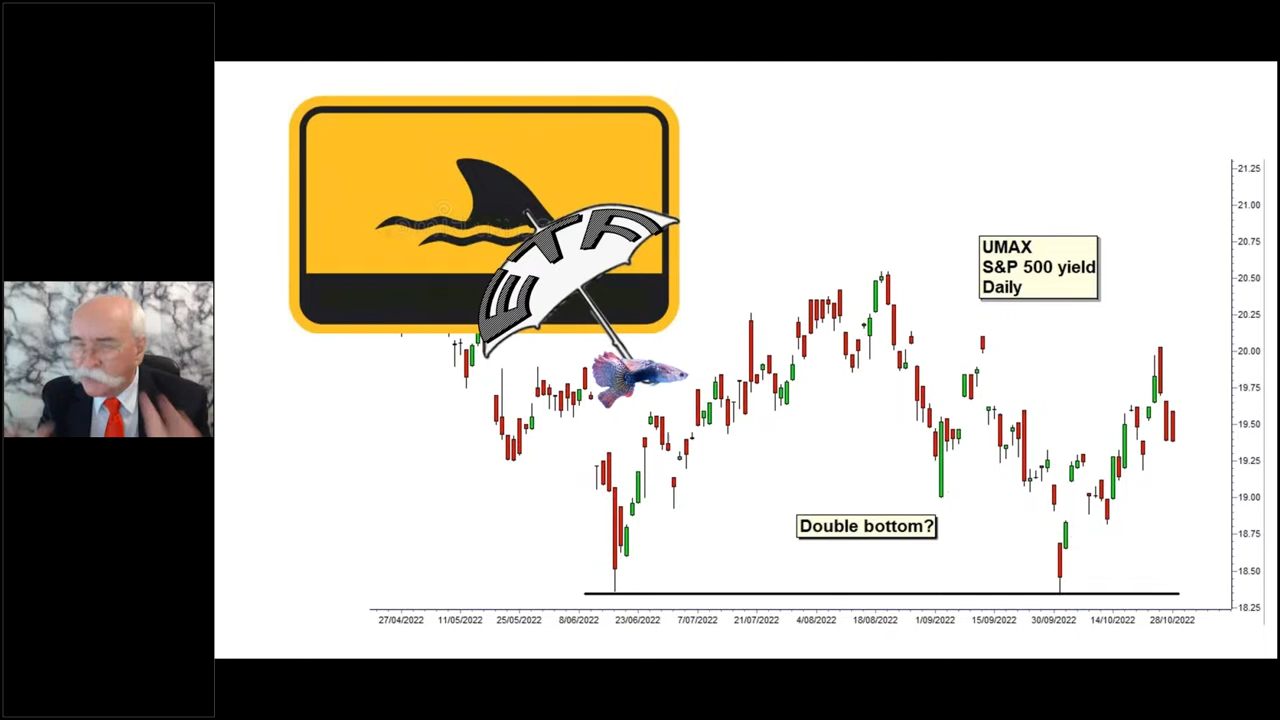 ETF
UMAX
S&P 500 yield
Daily
Double bottom?
21.25
21.00
20.75
20.50
20.25
20.00
19.75
19.50
19.25
19.00
18.75
18.50
18.25
27/04/2022 11/05/2022 25/05/2022 8/06/2022 23/06/2022 7/07/2022 21/07/2022 4/08/2022 18/08/2022 1/09/2022 15/09/2022 30/09/2022 14/10/2022 28/10/2022